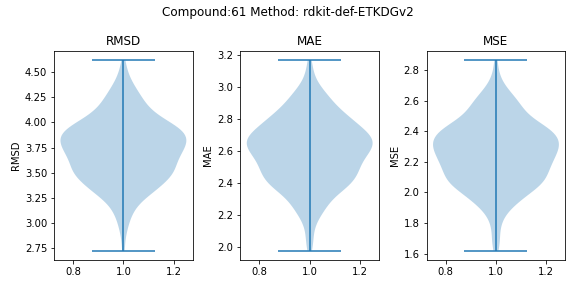 Compound:61 Method: rdkit-def-ETKDGv2
RMSD
RMSD
4.50
4.25
4.00
3.75
3.50
3.25
3.00
2.75
0.8 1.0 1.2
MAE
MAE
3.2
3.0
2.8
2.6
2.4
2.2
2.0
0.8 1.0 1.2
MSE
MSE
2.8
2.6
2.4
2.2
2.0
1.8
1.6
0.8 1.0 1.2